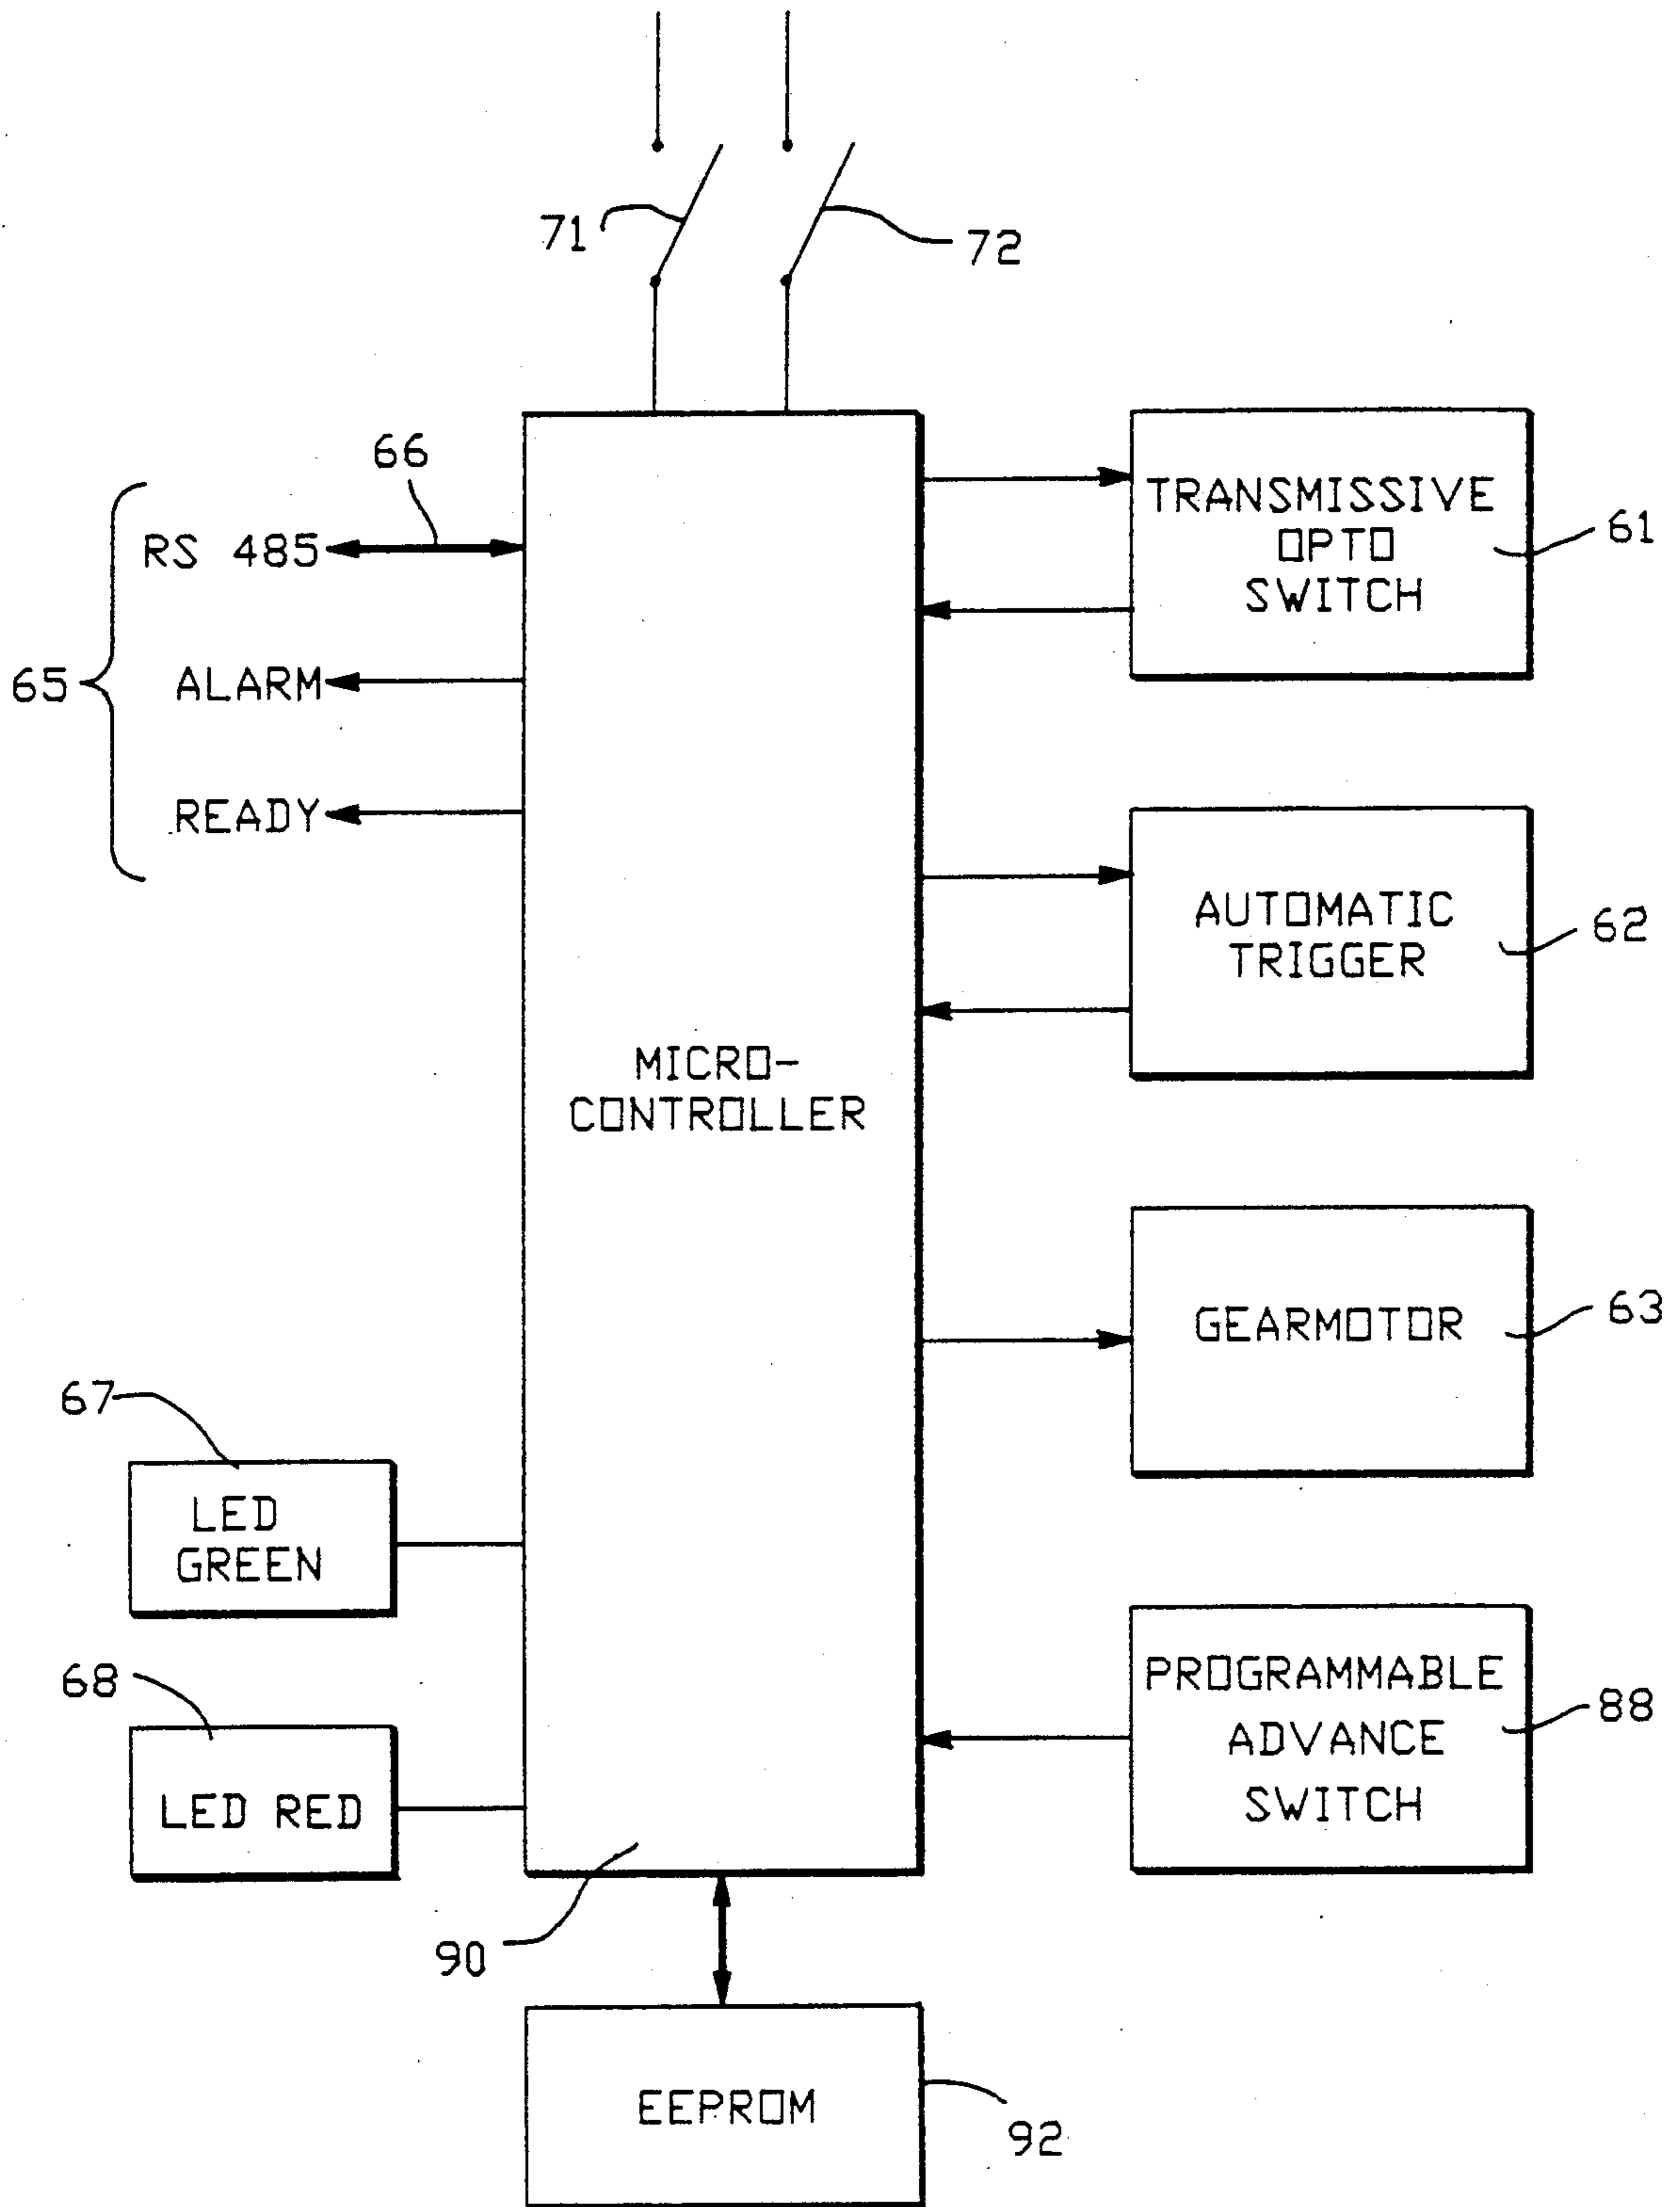 71
72
66
RS 485
65
ALARM
READY
TRANSMISSIVE
OPTO
SWITCH
61
AUTOMATIC
TRIGGER
62
MICRO-
CONTROLLER
GEARMOTOR
63
67
LED
GREEN
68
LED RED
PROGRAMMABLE
ADVANCE
SWITCH
88
90
EEPROM
92